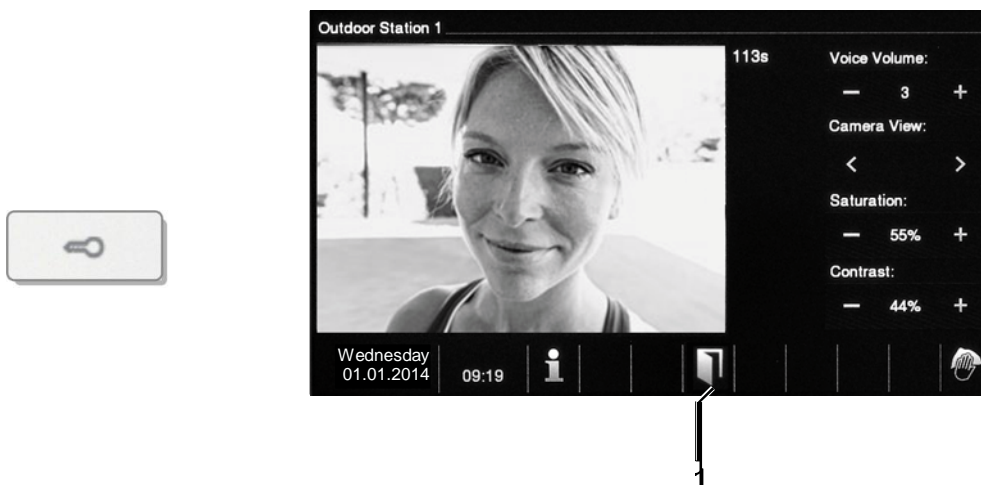 Outdoor Station 1
113s
Voice Volume:
— 3 +
Camera View:
< >
Saturation:
— 55% +
Contrast:
— 44% +
Wednesday
01.01.2014
09:19
1